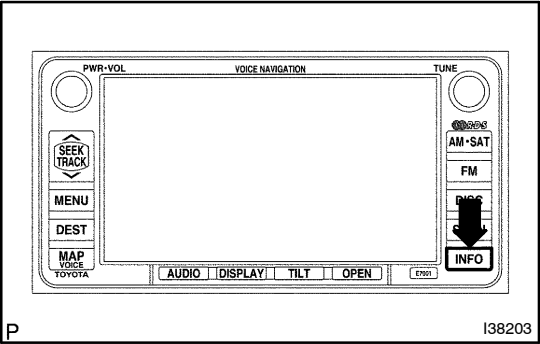 PWR•VOL
VOICE NAVIGATION
TUNE
RDS
SEEK
TRACK
AM•SAT
FM
MENU
DISC
DEST
MAP
VOICE
TOYOTA
INFO
AUDIO
DISPLAY
TILT
OPEN
E7001
P
I38203